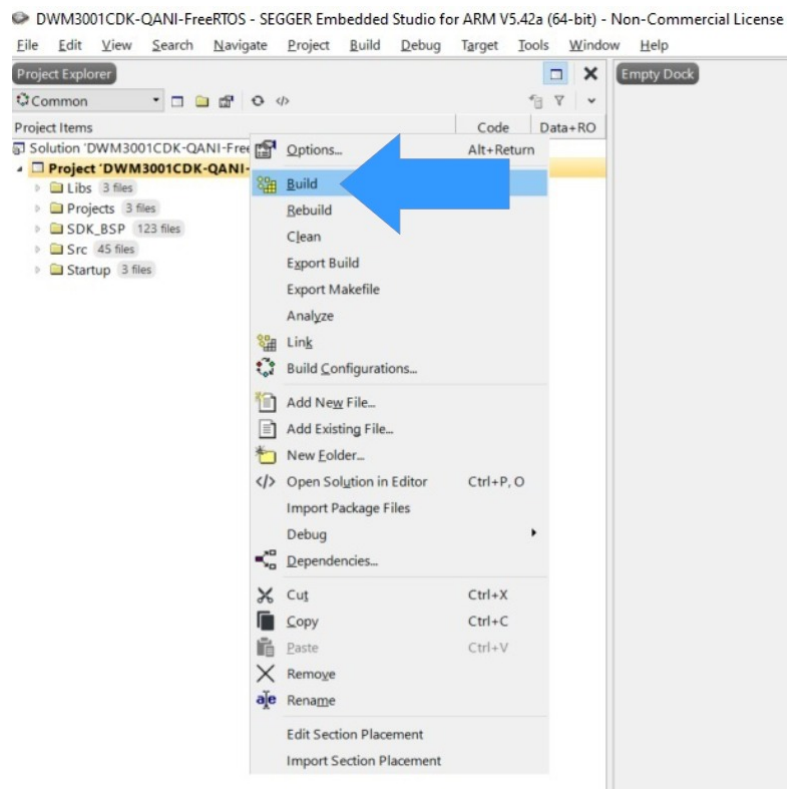 DWM3001CDK-QANI-FreeRTOS - SEGGER Embedded Studio for ARM V5.42a (64-bit) - Non-Commercial License
File Edit View Search Navigate Project Build Debug Target Tools Window Help
Project Explorer
Empty Dock
Common
Project Items Code Data+RO
Solution 'DWM3001CDK-QANI-Free
Project 'DWM3001CDK-QANI-
Libs 3 files
Projects 3 files
SDK_BSP 123 files
Src 45 files
Startup 3 files
Options... Alt+Return
Build
Rebuild
Clean
Export Build
Export Makefile
Analyze
Link
Build Configurations...
Add New File...
Add Existing File...
New Folder...
Open Solution in Editor Ctrl+P, O
Import Package Files
Debug
Dependencies...
Cut Ctrl+X
Copy Ctrl+C
Paste Ctrl+V
Remove
Rename
Edit Section Placement
Import Section Placement